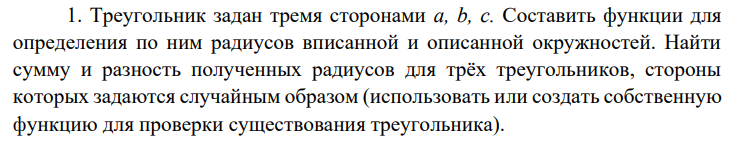 1. Треугольник задан тремя сторонами a, b, c. Составить функции для
определения по ним радиусов вписанной и описанной окружностей. Найти
сумму и разность полученных радиусов для трёх треугольников, стороны
которых задаются случайным образом (использовать или создать собственную
функцию для проверки существования треугольника).